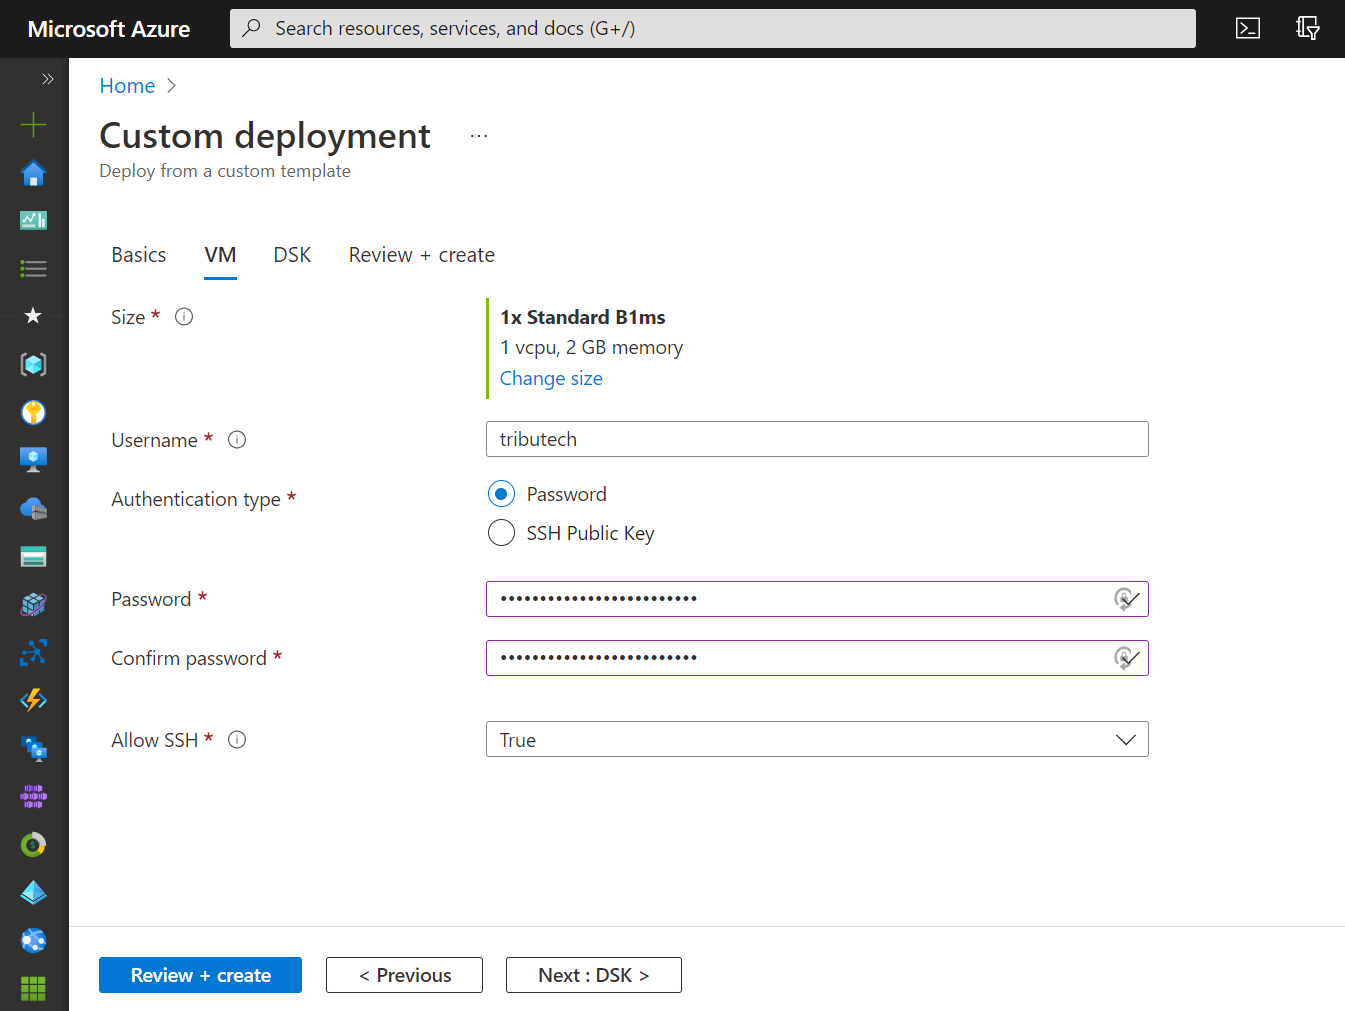 Microsoft Azure
Search resources, services, and docs (G+/)
Home
Custom deployment ...
Deploy from a custom template
Basics VM DSK Review + create
Size *
1x Standard B1ms
1 vcpu, 2 GB memory
Change size
Username * tributech
Authentication type * Password
SSH Public Key
Password * •••••••••••••••••••••••••
Confirm password * •••••••••••••••••••••••••
Allow SSH * True
Review + create < Previous Next : DSK >